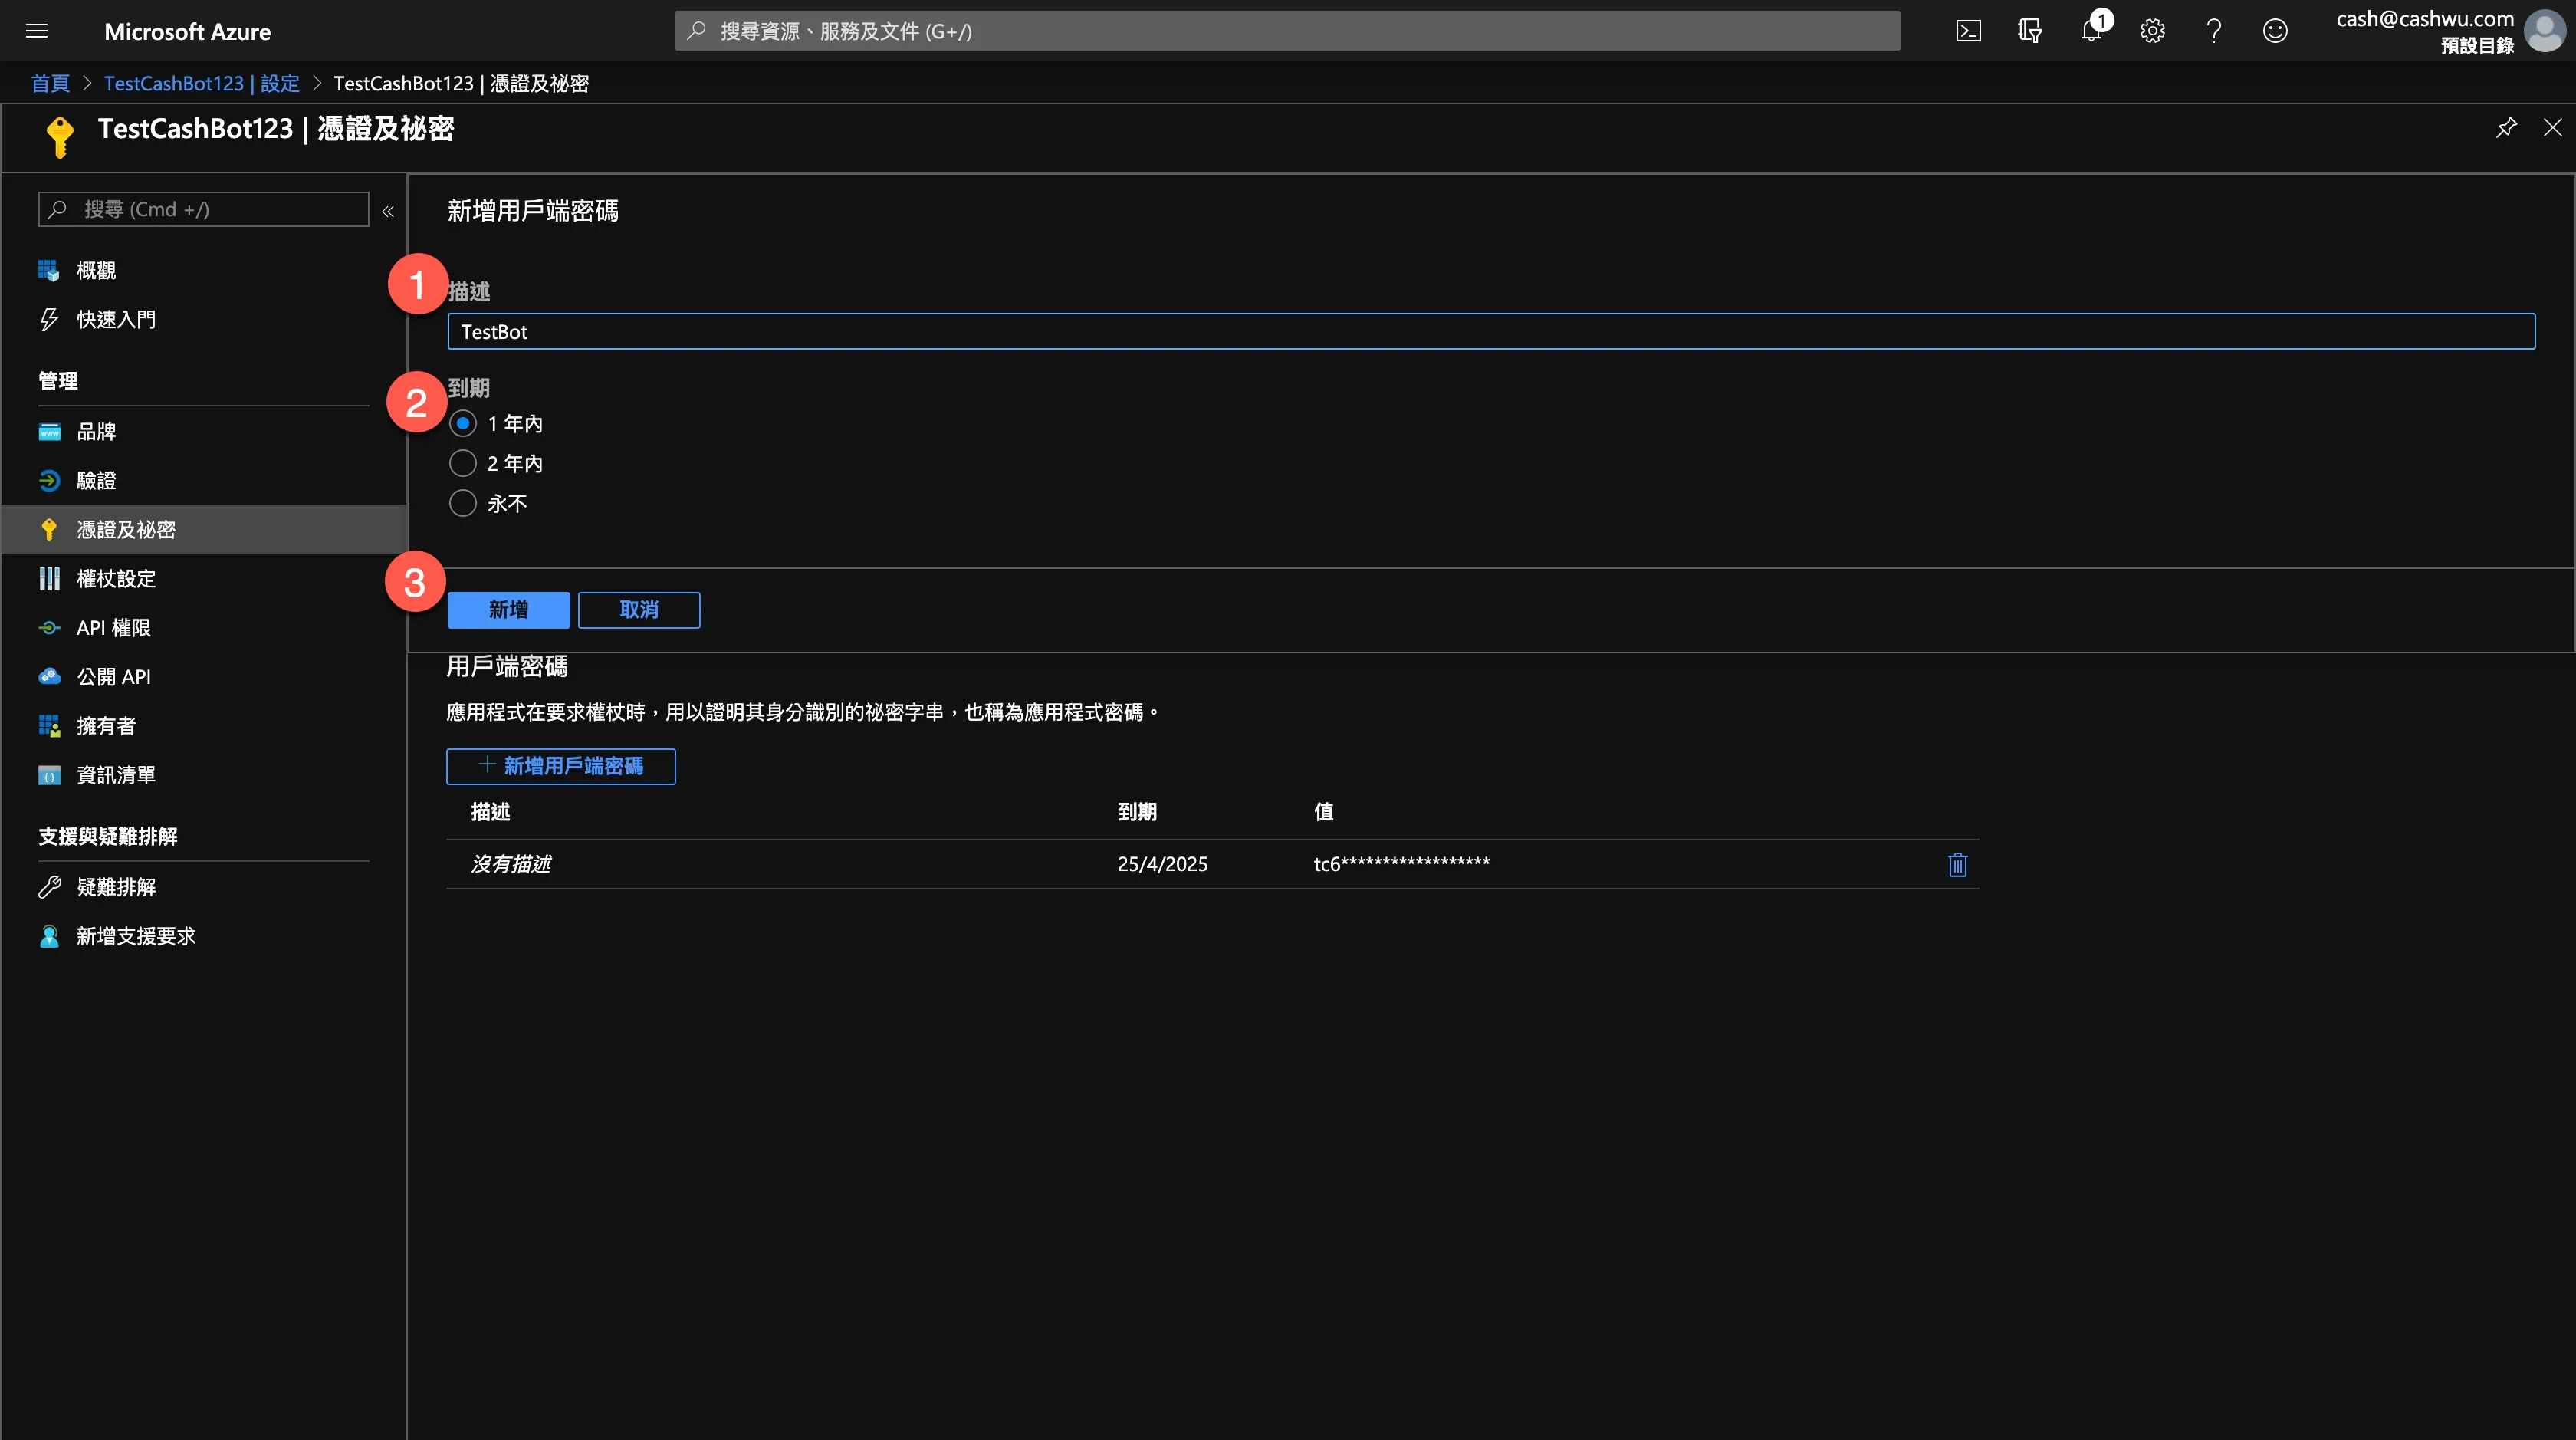 Microsoft Azure
搜尋資源、服務及文件 (G+/)
1
cash@cashwu.com
預設目錄
首頁 > TestCashBot123 | 設定 > TestCashBot123 | 憑證及祕密
TestCashBot123 | 憑證及祕密
搜尋 (Cmd +/)
«
概觀
快速入門
管理
品牌
驗證
憑證及祕密
權杖設定
API 權限
公開 API
擁有者
資訊清單
支援與疑難排解
疑難排解
新增支援要求
新增用戶端密碼
1
描述
TestBot
2
到期
1 年內
2 年內
永不
3
新增
取消
用戶端密碼
應用程式在要求權杖時，用以證明其身分識別的祕密字串，也稱為應用程式密碼。
+ 新增用戶端密碼
描述 到期 值
沒有描述 25/4/2025 tc6******************